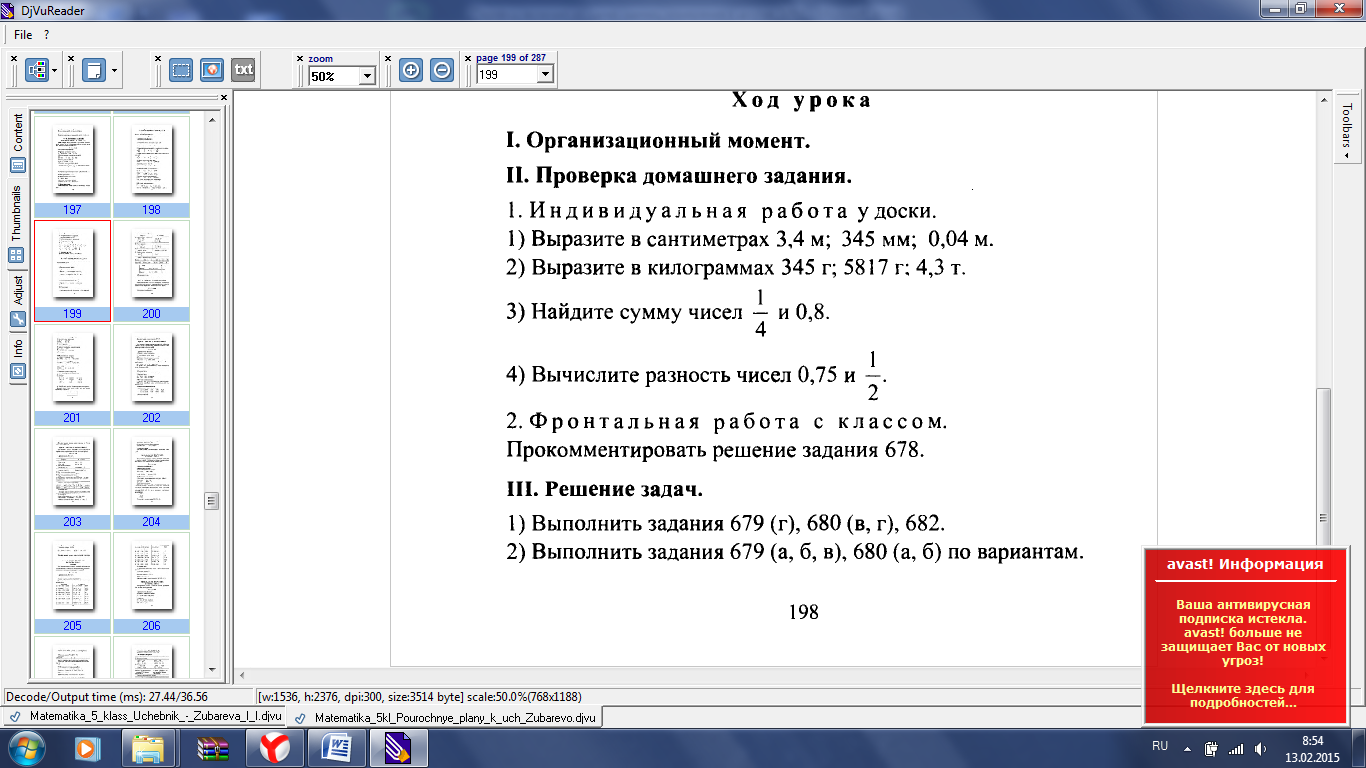 DjVuReader
File ?
zoom
50%
page 199 of 287
199
txt
Content
Thumbnails
Adjust
Info
Toolbars
197 198
199 200
201 202
203 204
205 206
Ход урока
I. Организационный момент.
II. Проверка домашнего задания.
1. Индивидуальная работа у доски.
1) Выразите в сантиметрах 3,4 м; 345 мм; 0,04 м.
2) Выразите в килограммах 345 г; 5817 г; 4,3 т.
3) Найдите сумму чисел 1/4 и 0,8.
4) Вычислите разность чисел 0,75 и 1/2.
2. Фронтальная работа с классом.
Прокомментировать решение задания 678.
III. Решение задач.
1) Выполнить задания 679 (г), 680 (в, г), 682.
2) Выполнить задания 679 (а, б, в), 680 (а, б) по вариантам.
198
avast! Информация
Ваша антивирусная
подписка истекла.
avast! больше не
защищает Вас от новых
угроз!
Щелкните здесь для
подробностей...
Decode/Output time (ms): 27.44/36.56
[w:1536, h:2376, dpi:300, size:3514 byte] scale:50.0%(768x1188)
Matematika_5_klass_Uchebnik_-_Zubareva_I_I.djvu
Matematika_5kl_Pourochnye_plany_k_uch_Zubarevo.djvu
RU
8:54
13.02.2015